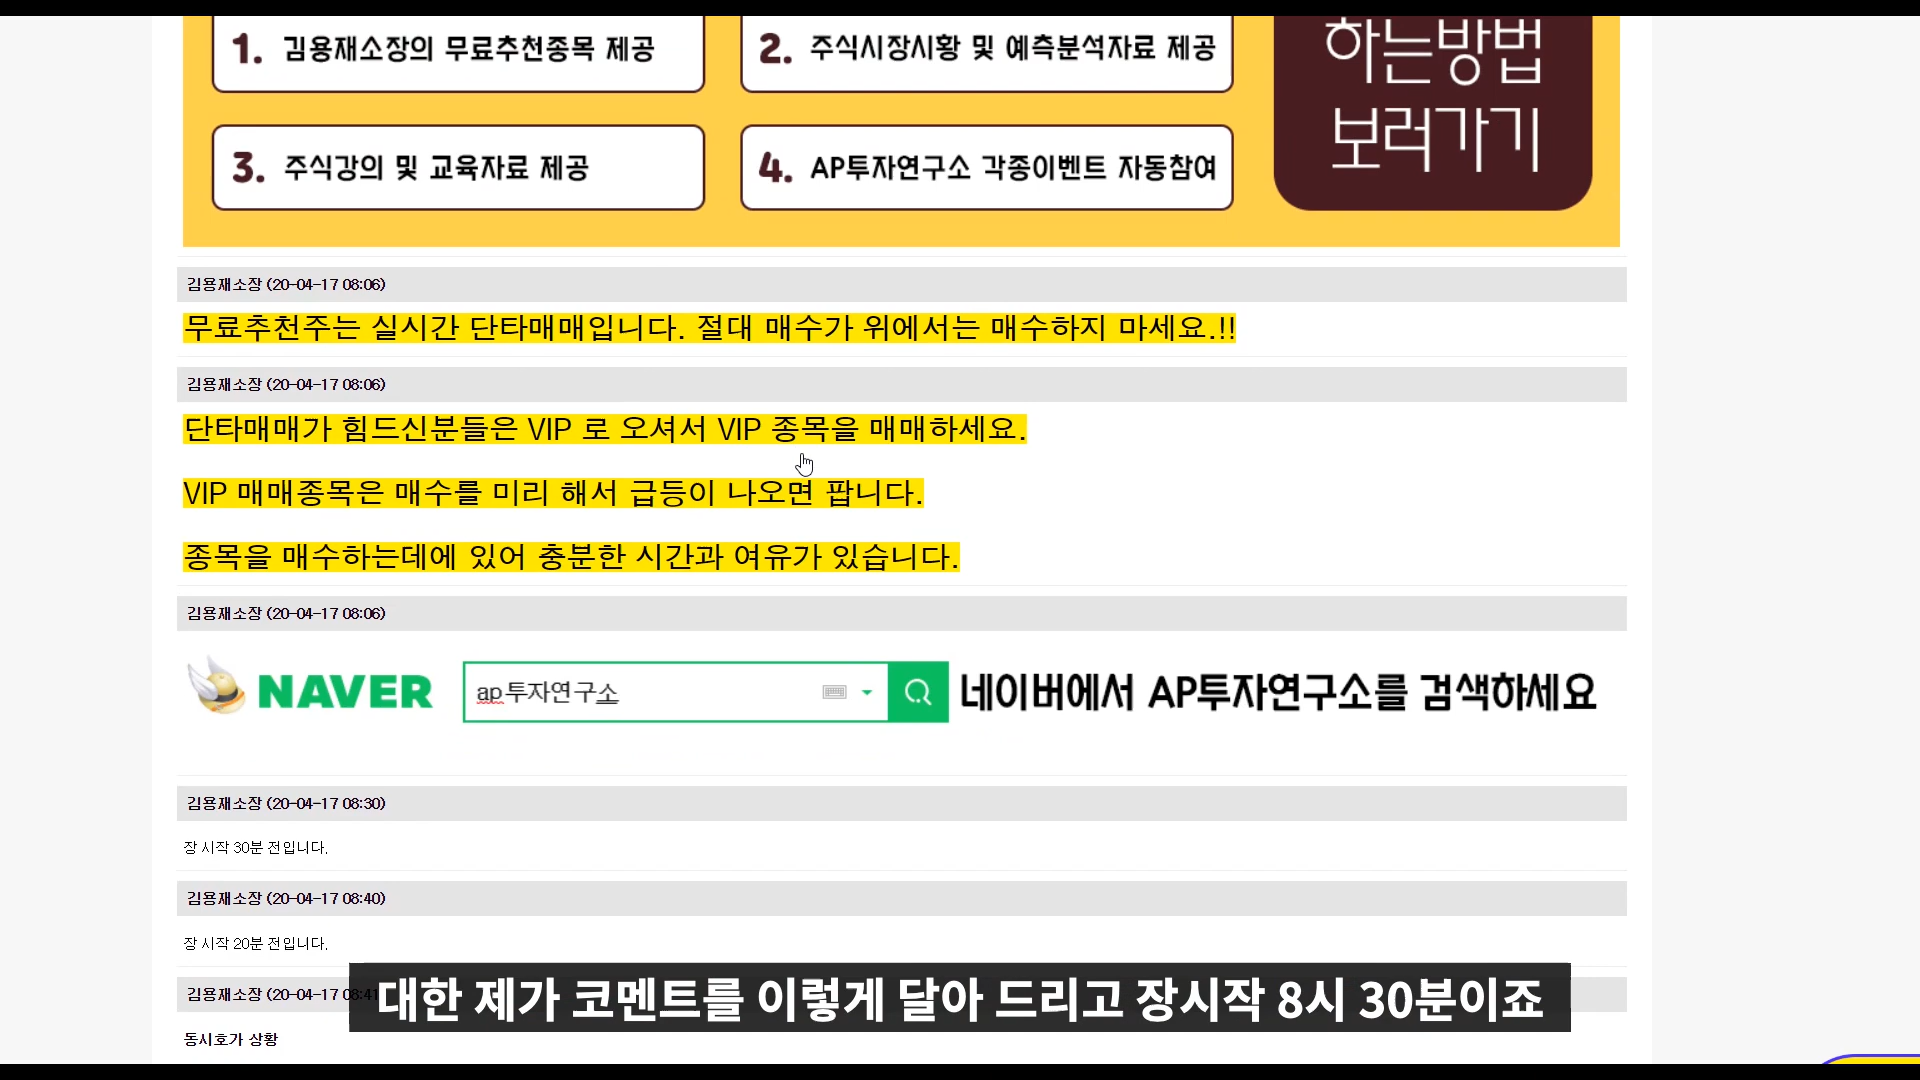 1. 김용재소장의 무료추천종목 제공
2. 주식시장시황 및 예측분석자료 제공
하는방법
보러가기
3. 주식강의 및 교육자료 제공
4. AP투자연구소 각종이벤트 자동참여
김용재소장 (20-04-17 08:06)
무료추천주는 실시간 단타매매입니다. 절대 매수가 위에서는 매수하지 마세요.!!
김용재소장 (20-04-17 08:06)
단타매매가 힘드신분들은 VIP 로 오셔서 VIP 종목을 매매하세요.
VIP 매매종목은 매수를 미리 해서 급등이 나오면 팝니다.
종목을 매수하는데에 있어 충분한 시간과 여유가 있습니다.
김용재소장 (20-04-17 08:06)
NAVER ap투자연구소 네이버에서 AP투자연구소를 검색하세요
김용재소장 (20-04-17 08:30)
장 시작 30분 전입니다.
김용재소장 (20-04-17 08:40)
장 시작 20분 전입니다.
김용재소장 (20-04-17 08:41
대한 제가 코멘트를 이렇게 달아 드리고 장시작 8시 30분이죠
동시호가 상황